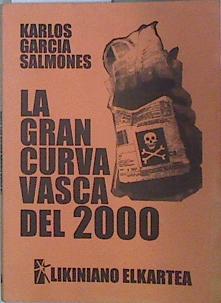 KARLOS
GARCIA
SALMONES
LA
GRAN
CURVA
VASCA
DEL 2000
LIKINIANO ELKARTEA